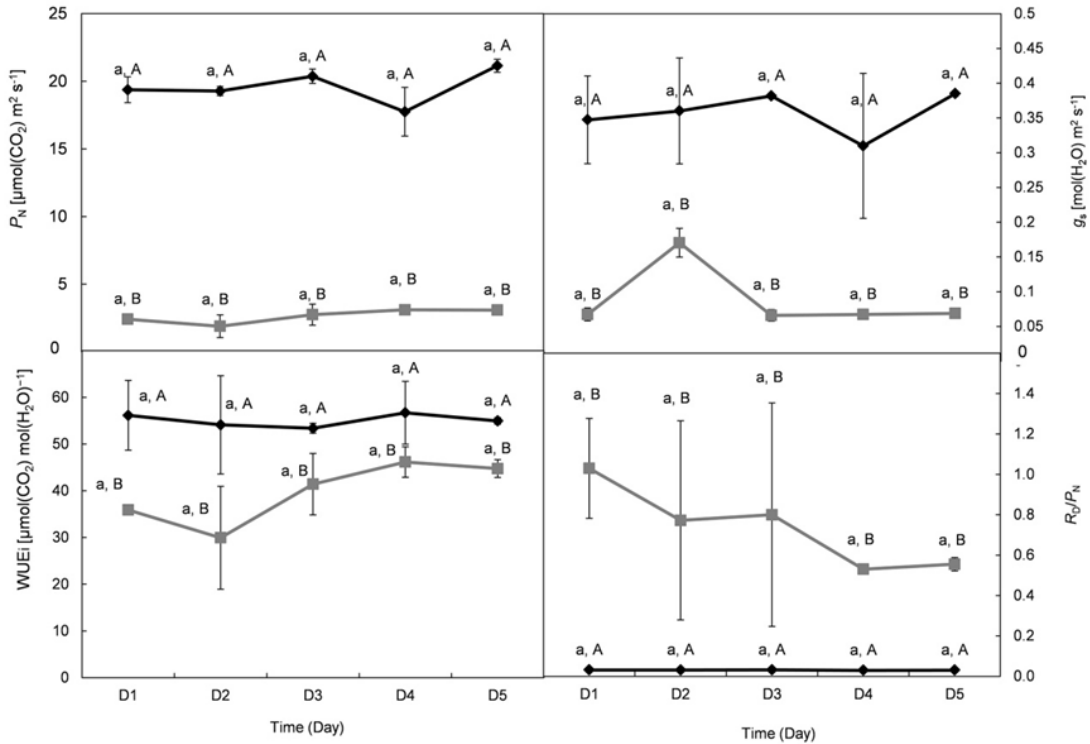 25
20
15
10
5
0
P_N [µmol(CO₂) m² s⁻¹]
a, A
a, A
a, A
a, A
a, A
a, B
a, B
a, B
a, B
a, B
0.5
0.45
0.4
0.35
0.3
0.25
0.2
0.15
0.1
0.05
0
g_s [mol(H₂O) m² s⁻¹]
a, A
a, A
a, A
a, A
a, A
a, B
a, B
a, B
a, B
a, B
60
50
40
30
20
10
0
WUEi [µmol(CO₂) mol(H₂O)⁻¹]
a, A
a, A
a, A
a, A
a, A
a, B
a, B
a, B
a, B
a, B
D1 D2 D3 D4 D5
Time (Day)
1.4
1.2
1.0
0.8
0.6
0.4
0.2
0.0
R_D/P_N
a, B
a, B
a, B
a, B
a, B
a, A
a, A
a, A
a, A
a, A
D1 D2 D3 D4 D5
Time (Day)